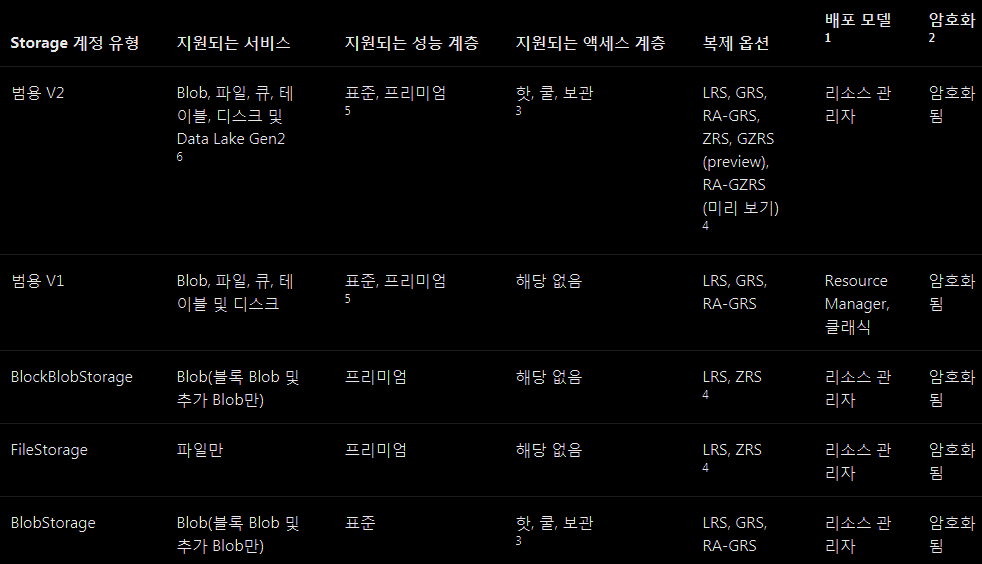 Storage 계정 유형 지원되는 서비스 지원되는 성능 계층 지원되는 액세스 계층 복제 옵션 배포 모델 암호화
1 2
범용 V2 Blob, 파일, 큐, 테 표준, 프리미엄 핫, 쿨, 보관 LRS, GRS, 리소스 관 암호화
이블, 디스크 및 5 3 RA-GRS, 리자 됨
Data Lake Gen2 ZRS, GZRS
6 (preview),
RA-GZRS
(미리 보기)
4
범용 V1 Blob, 파일, 큐, 테 표준, 프리미엄 해당 없음 LRS, GRS, Resource 암호화
이블 및 디스크 5 RA-GRS Manager, 됨
클래식
BlockBlobStorage Blob(블록 Blob 및 프리미엄 해당 없음 LRS, ZRS 리소스 관 암호화
추가 Blob만) 4 리자 됨
FileStorage 파일만 프리미엄 해당 없음 LRS, ZRS 리소스 관 암호화
4 리자 됨
BlobStorage Blob(블록 Blob 및 표준 핫, 쿨, 보관 LRS, GRS, 리소스 관 암호화
추가 Blob만) 3 RA-GRS 리자 됨